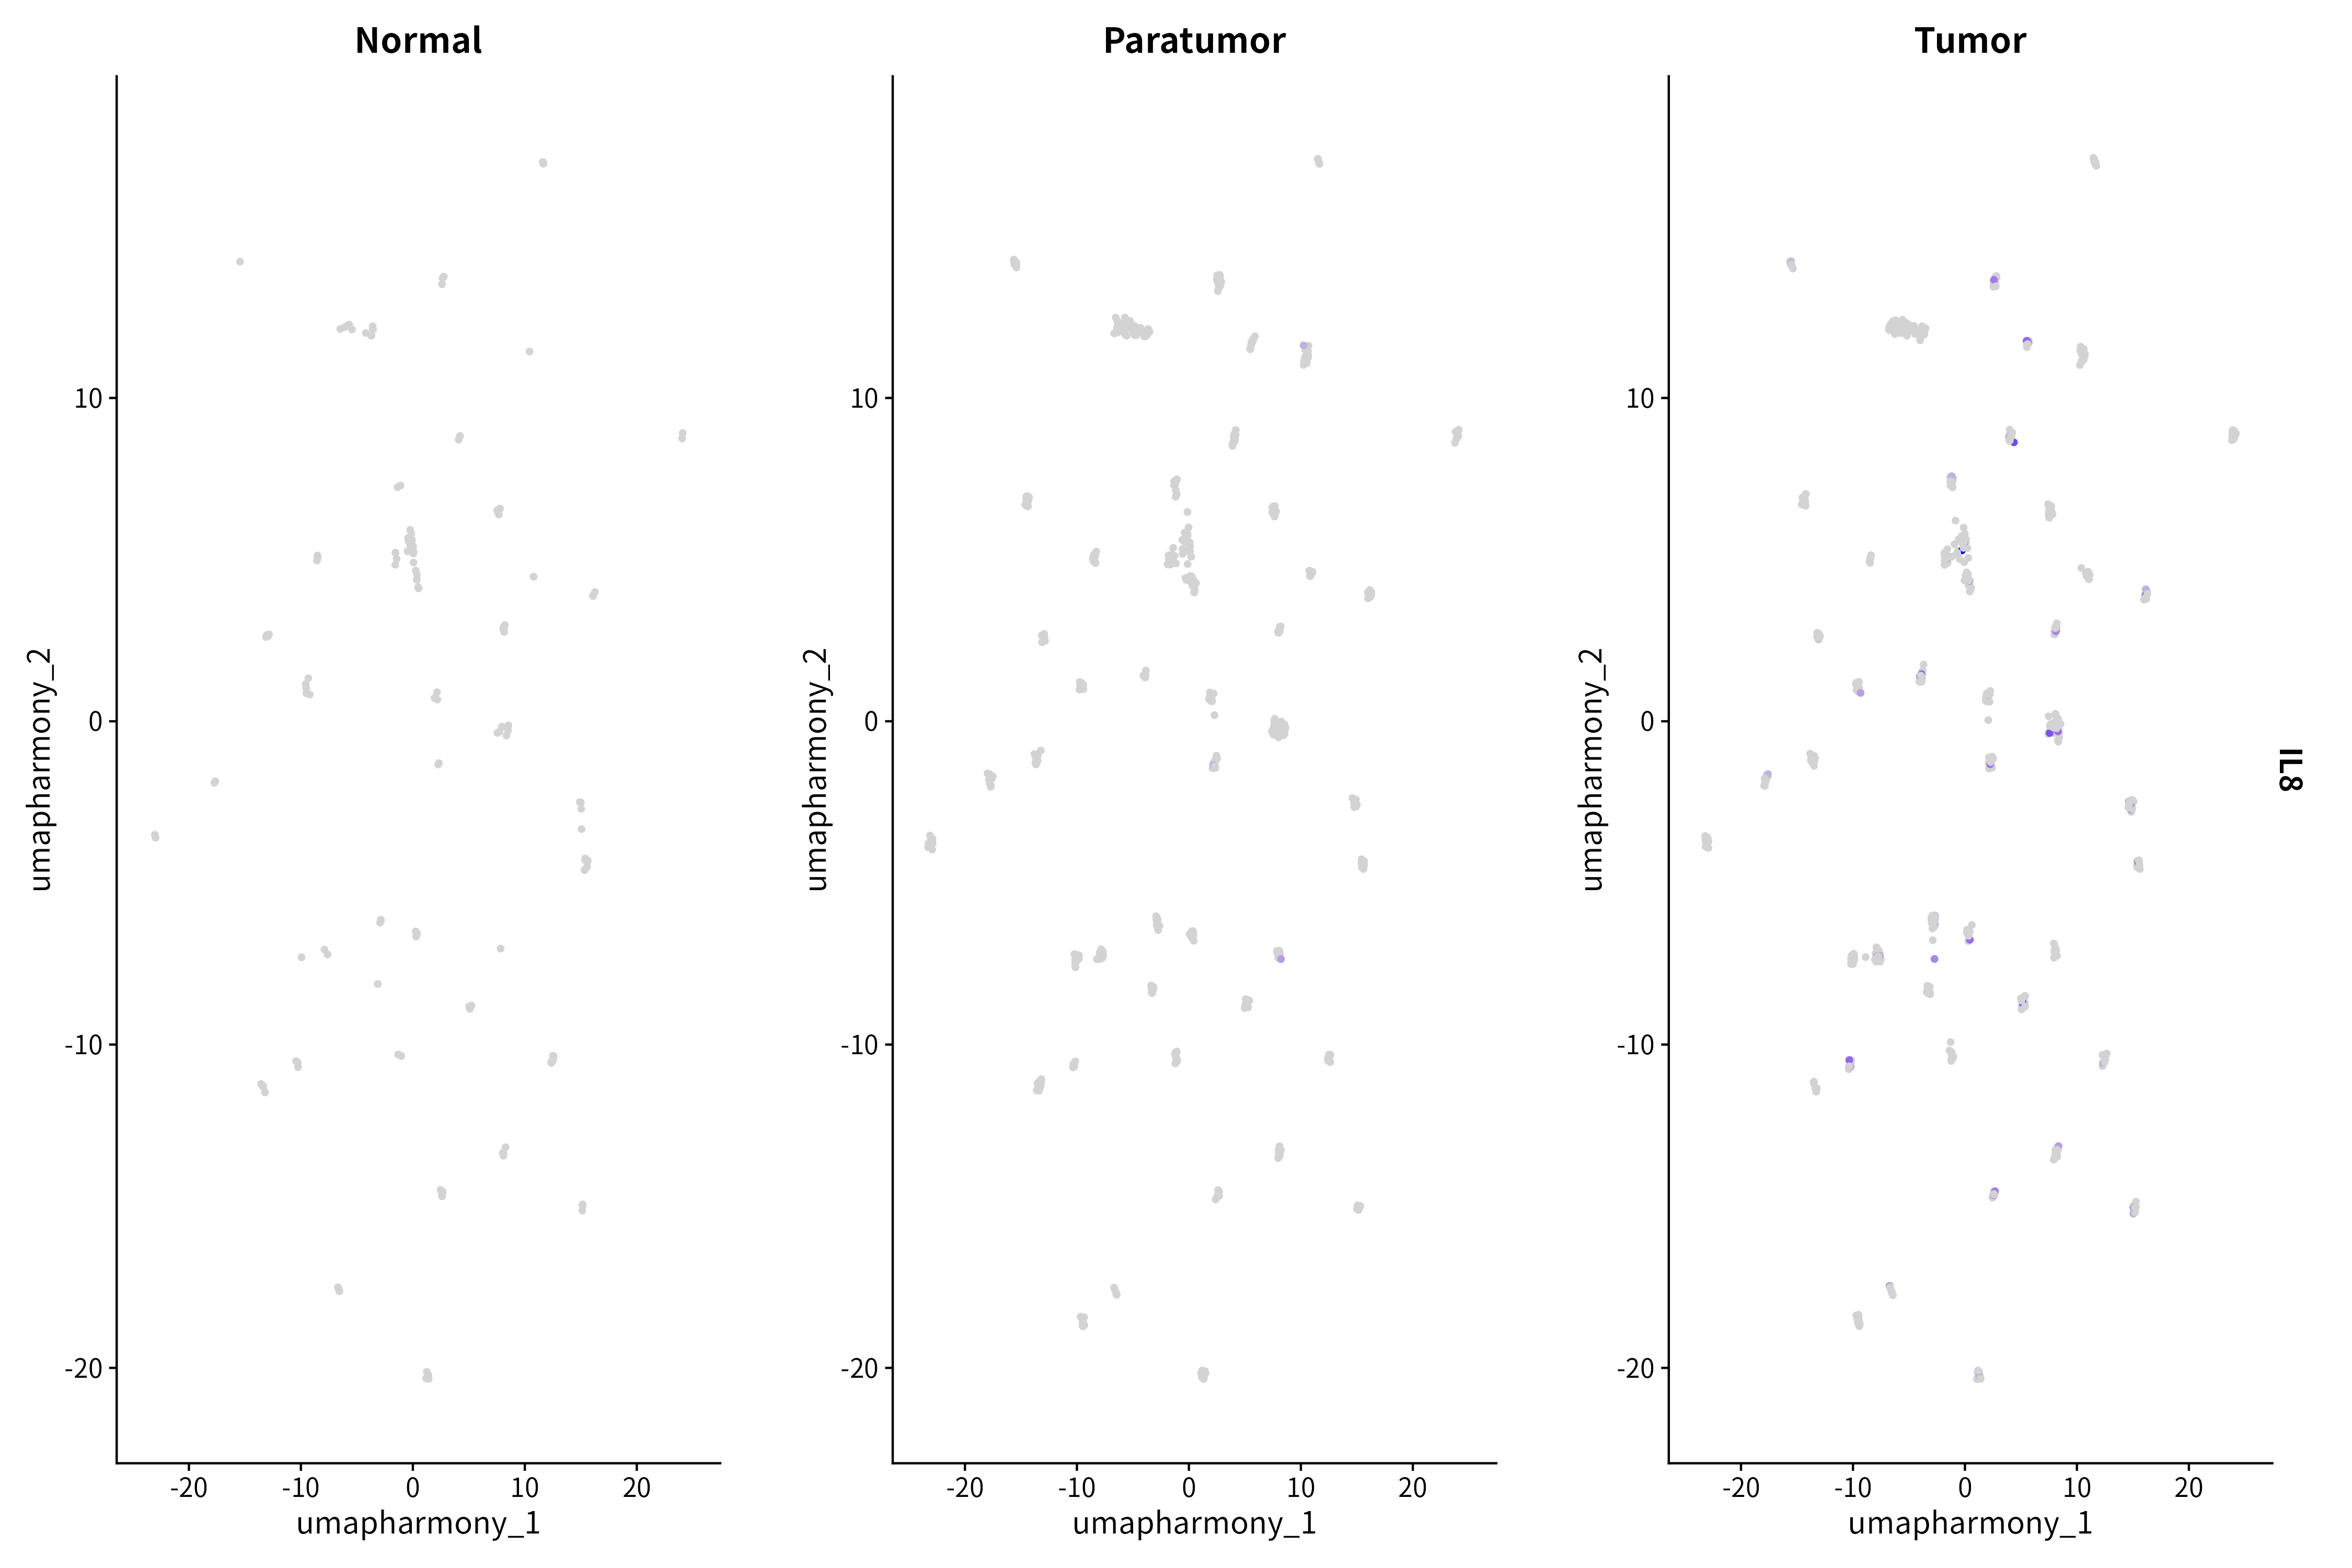 Normal Paratumor Tumor
10 10 10
0 0 0
-10 -10 -10
-20 -20 -20
umapharmony_2 umapharmony_2 umapharmony_2
IL8
-20 -10 0 10 20 -20 -10 0 10 20 -20 -10 0 10 20
umapharmony_1 umapharmony_1 umapharmony_1